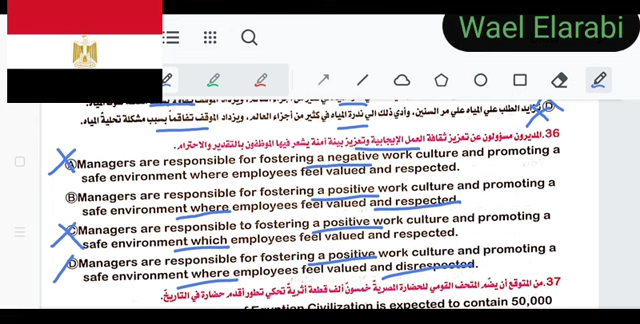 Wael Elarabi
تزايد الطلب علي المياه علي مر السنين، وأدي ذلك الي ندرة المياه في كثير من أجزاء العالم، ويزداد الموقف تفاقماً بسبب مشكلة تحلية المياه.
36.المديرون مسؤولون عن تعزيز ثقافة العمل الإيجابية وتعزيز بيئة آمنة يشعر فيها الموظفون بالتقدير والاحترام.
Ⓐ Managers are responsible for fostering a negative work culture and promoting a
safe environment where employees feel valued and respected.
Ⓑ Managers are responsible for fostering a positive work culture and promoting a
safe environment where employees feel valued and respected.
Ⓒ Managers are responsible to fostering a positive work culture and promoting a
safe environment which employees feel valued and respected.
Ⓓ Managers are responsible for fostering a positive work culture and promoting a
safe environment where employees feel valued and disrespected.
37.من المتوقع أن يضم المتحف القومي للحضارة المصرية خمسون ألف قطعة أثرية تحكي تطور أقدم حضارة في التاريخ.
of Egyptian Civilization is expected to contain 50,000